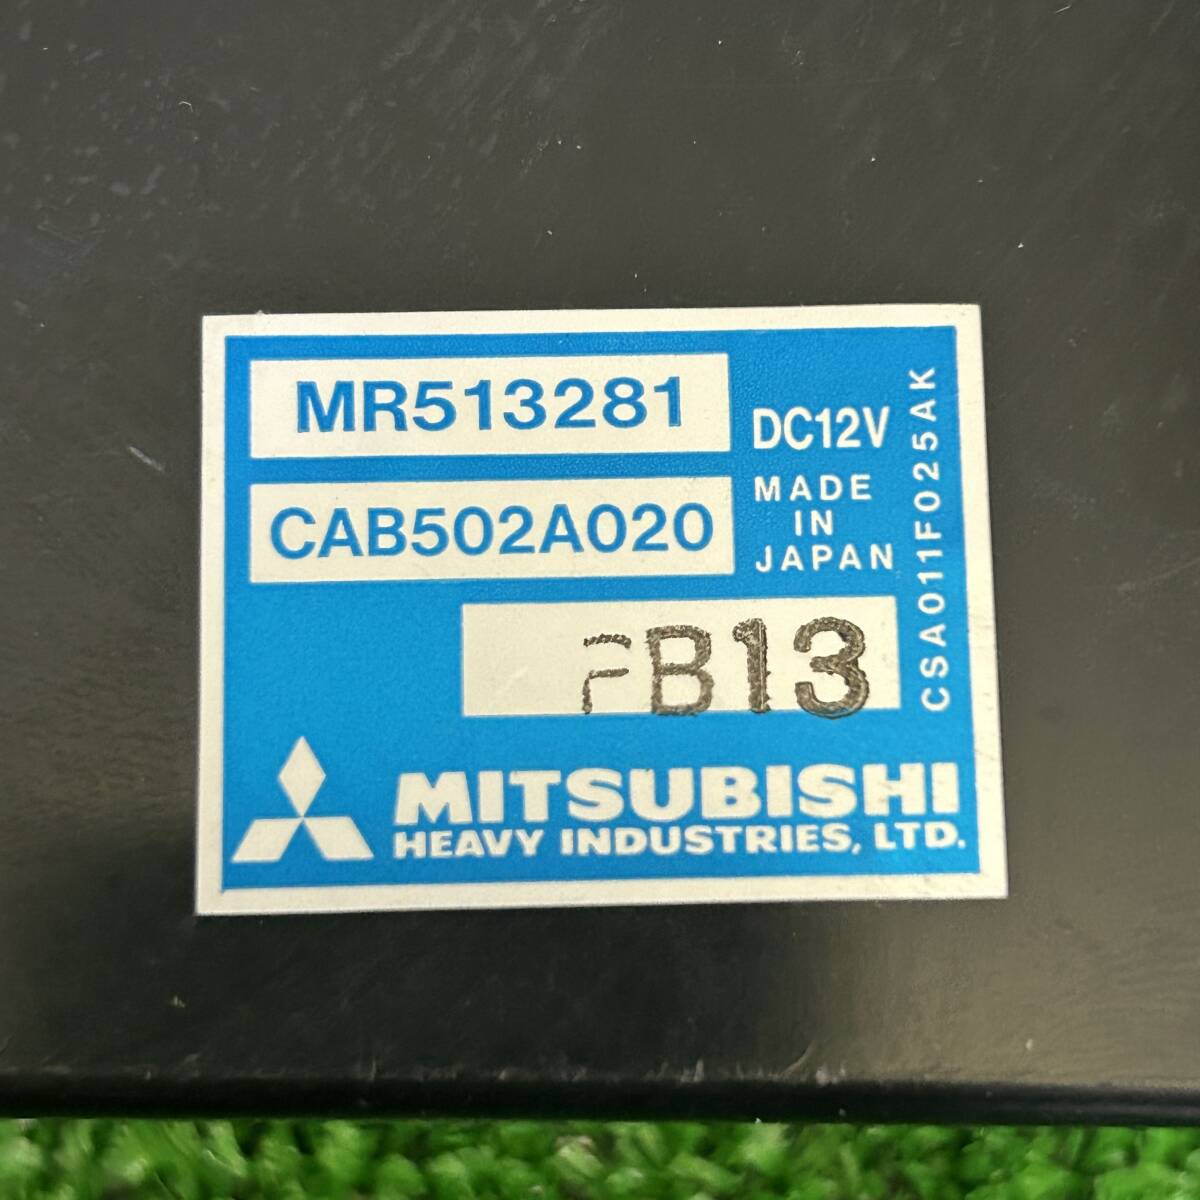 MR513281
CAB502A020
DC12V
MADE
IN
JAPAN
CSA011F025AK
FB13
MITSUBISHI
HEAVY INDUSTRIES, LTD.